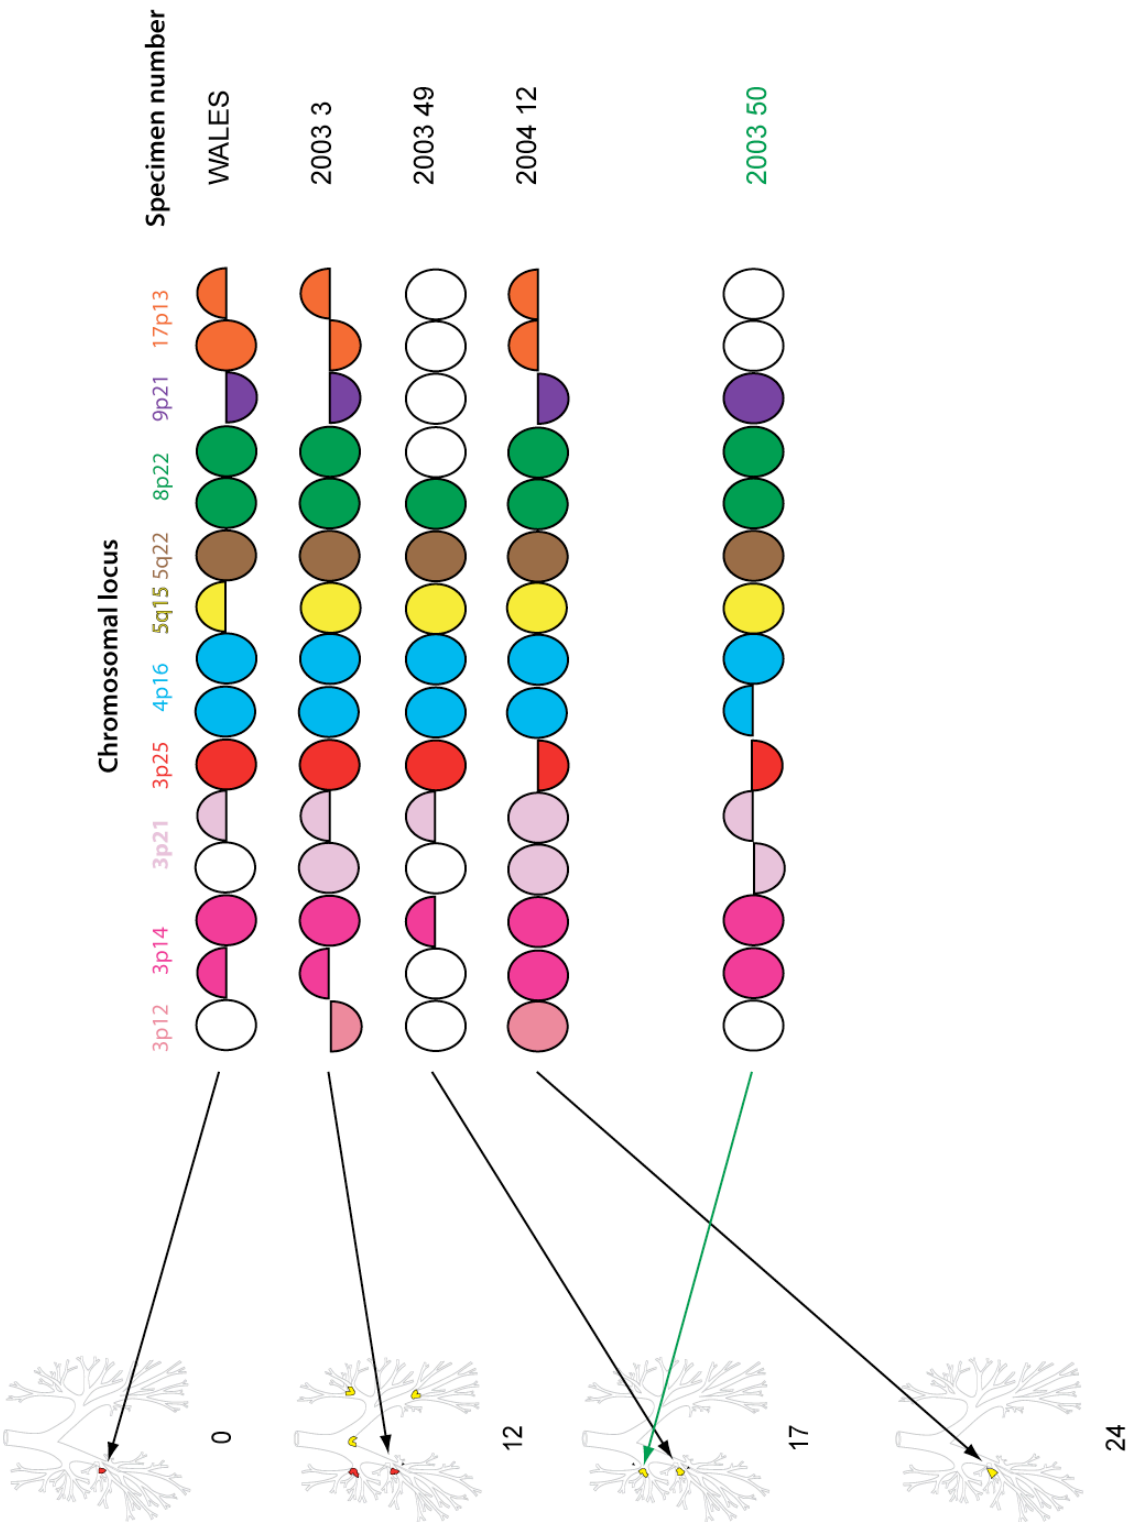 Chromosomal locus
3p12 3p14 3p21 3p25 4p16 5q15 5q22 8p22 9p21 17p13 Specimen number
0 WALES
12 2003 3
2003 49
17 2003 50
24 2004 12